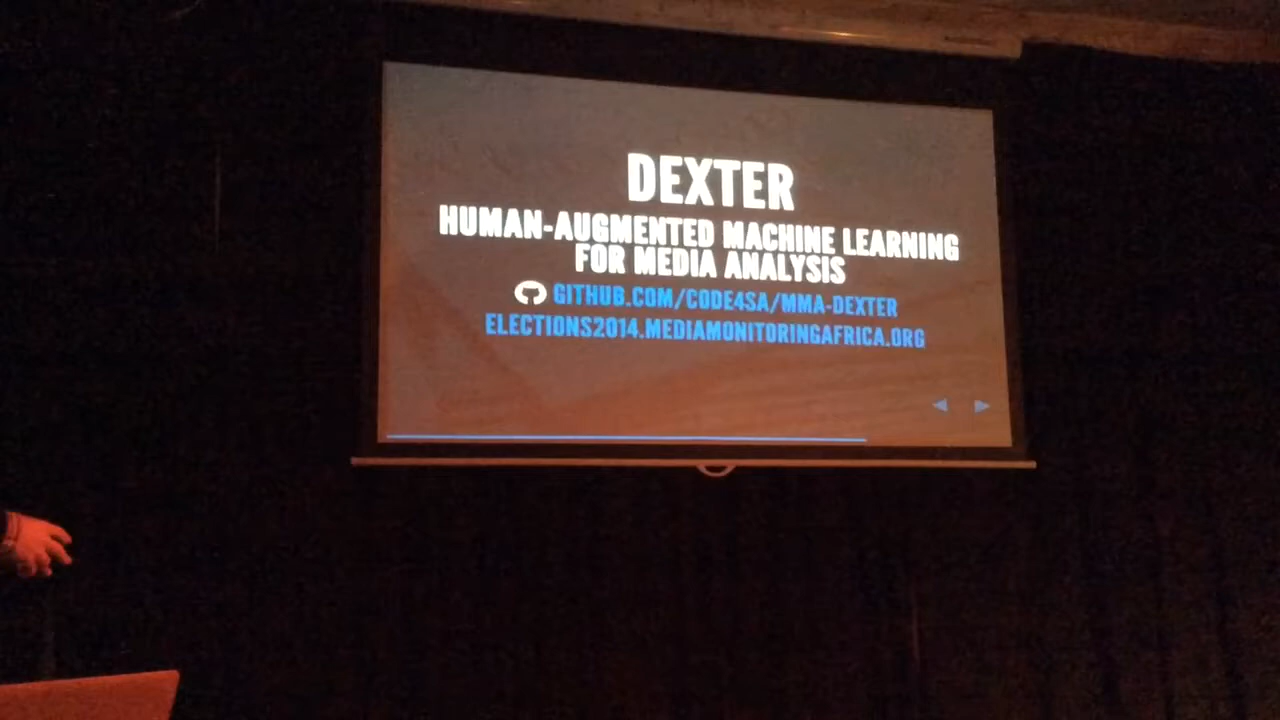 DEXTER
HUMAN-AUGMENTED MACHINE LEARNING
FOR MEDIA ANALYSIS
GITHUB.COM/CODE4SA/MMA-DEXTER
ELECTIONS2014.MEDIAMONITORINGAFRICA.ORG